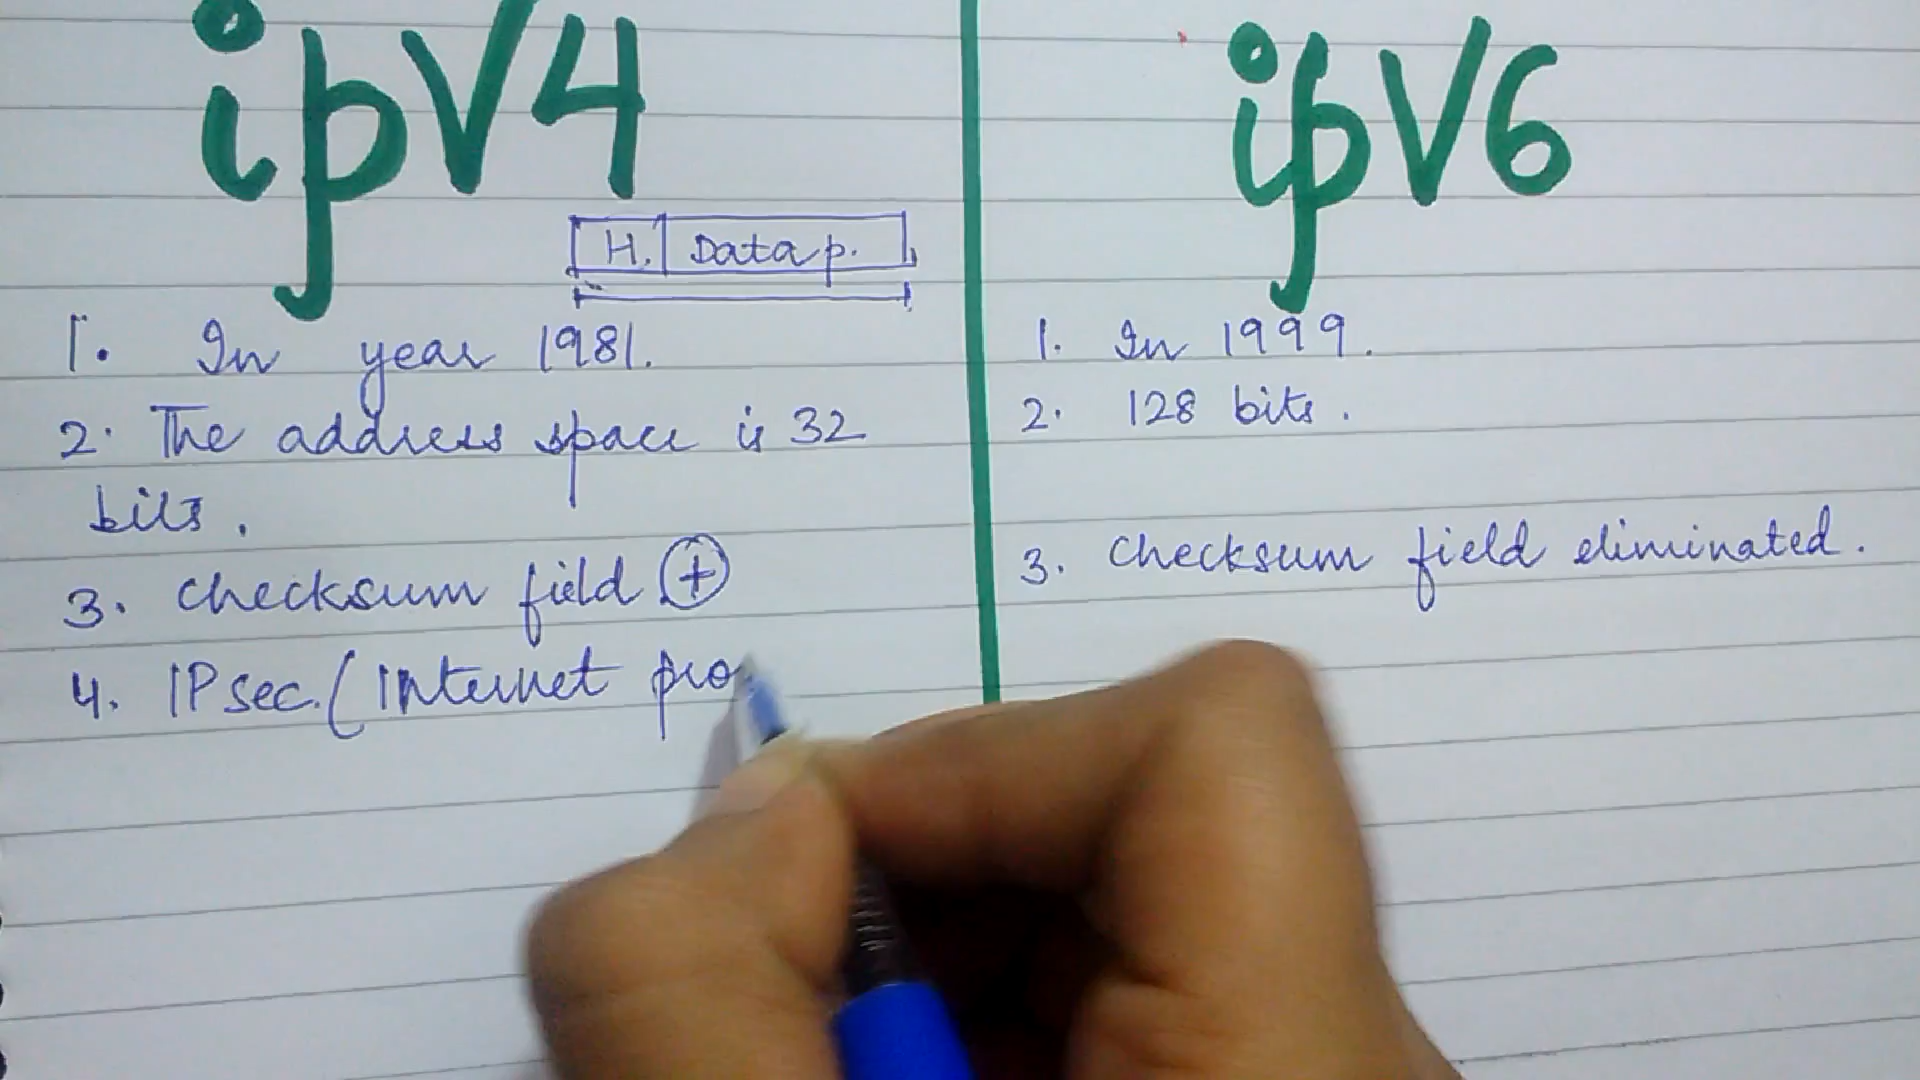 ipV4
H. Data p.
1. In year 1981.
2. The address space is 32
bits.
3. checksum field +
4. IPsec. (Internet pro
ipV6
1. In 1999.
2. 128 bits.
3. Checksum field eliminated.